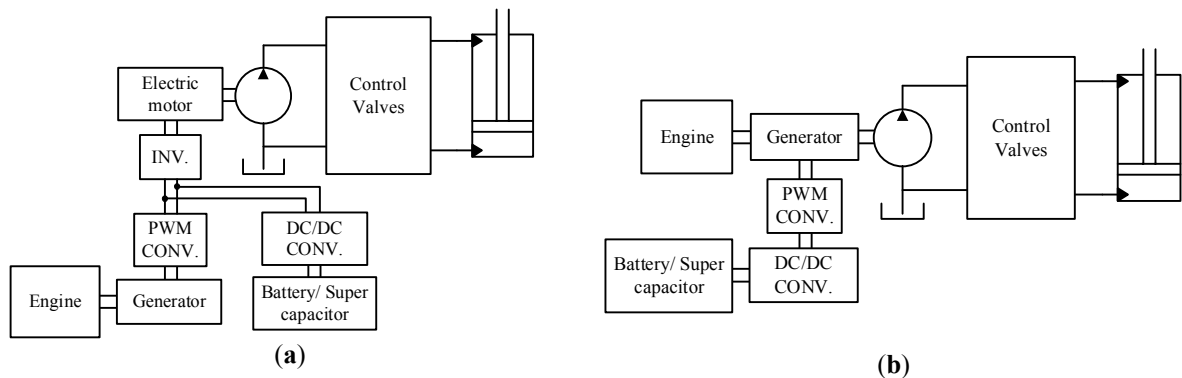 Electric
motor
Control
Valves
INV.
PWM
CONV.
DC/DC
CONV.
Engine
Generator
Battery/ Super
capacitor
(a)
Engine
Generator
Control
Valves
PWM
CONV.
Battery/ Super
capacitor
DC/DC
CONV.
(b)